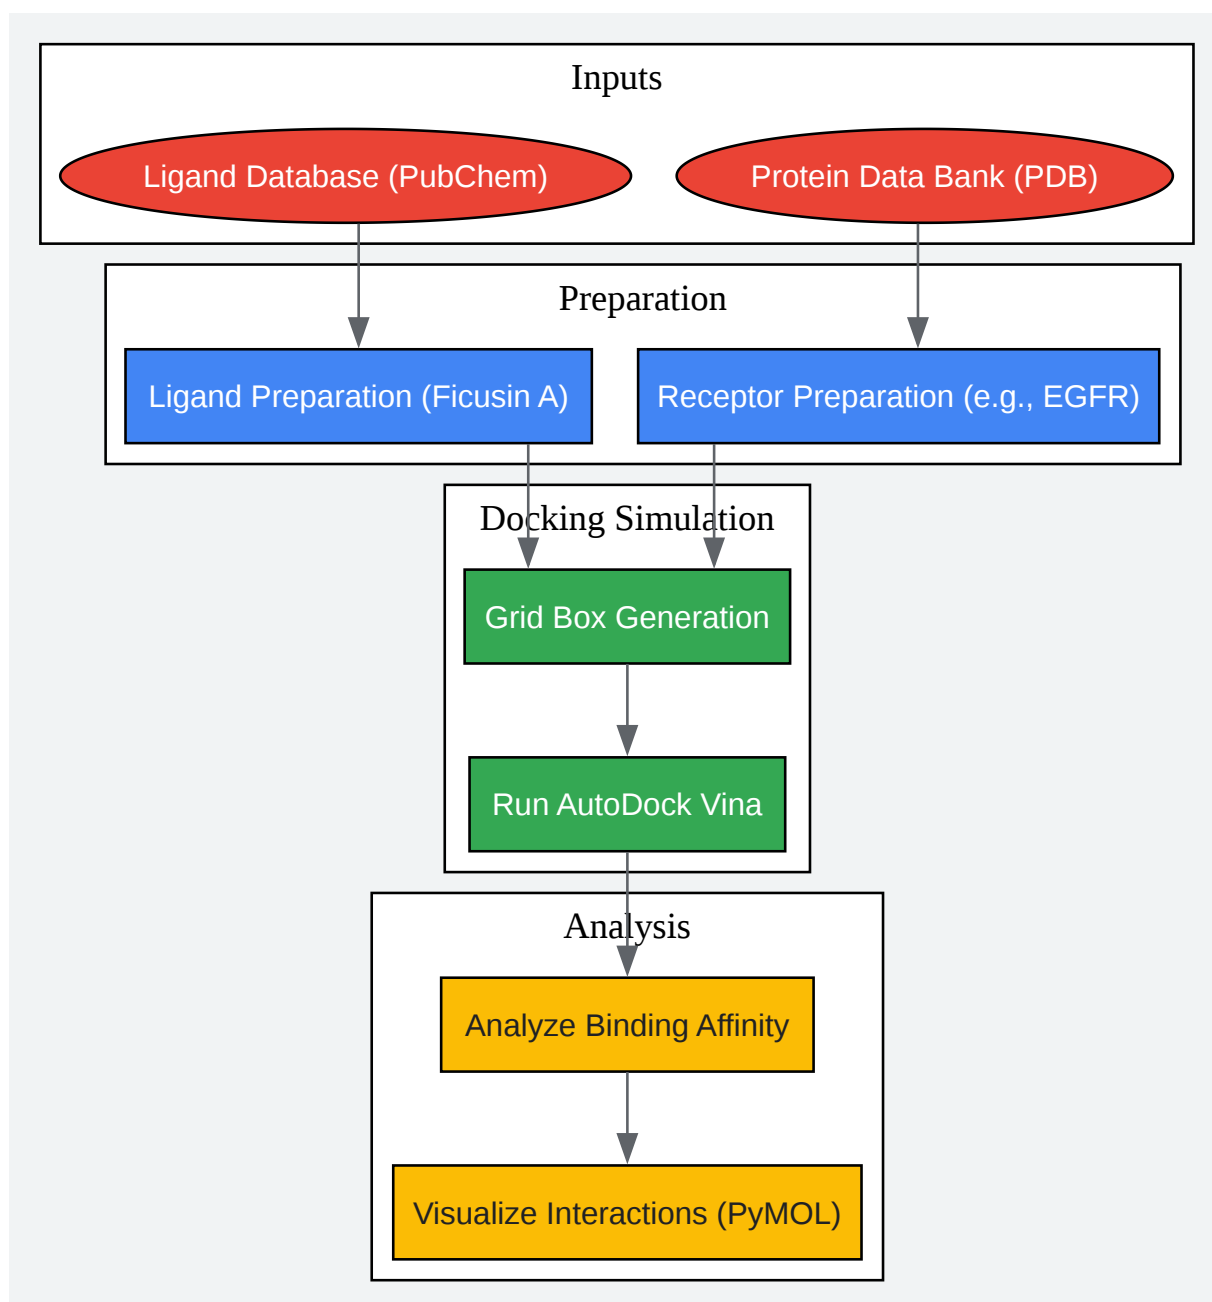 Inputs
Ligand Database (PubChem)
Protein Data Bank (PDB)
Preparation
Ligand Preparation (Ficusin A)
Receptor Preparation (e.g., EGFR)
Docking Simulation
Grid Box Generation
Run AutoDock Vina
Analysis
Analyze Binding Affinity
Visualize Interactions (PyMOL)